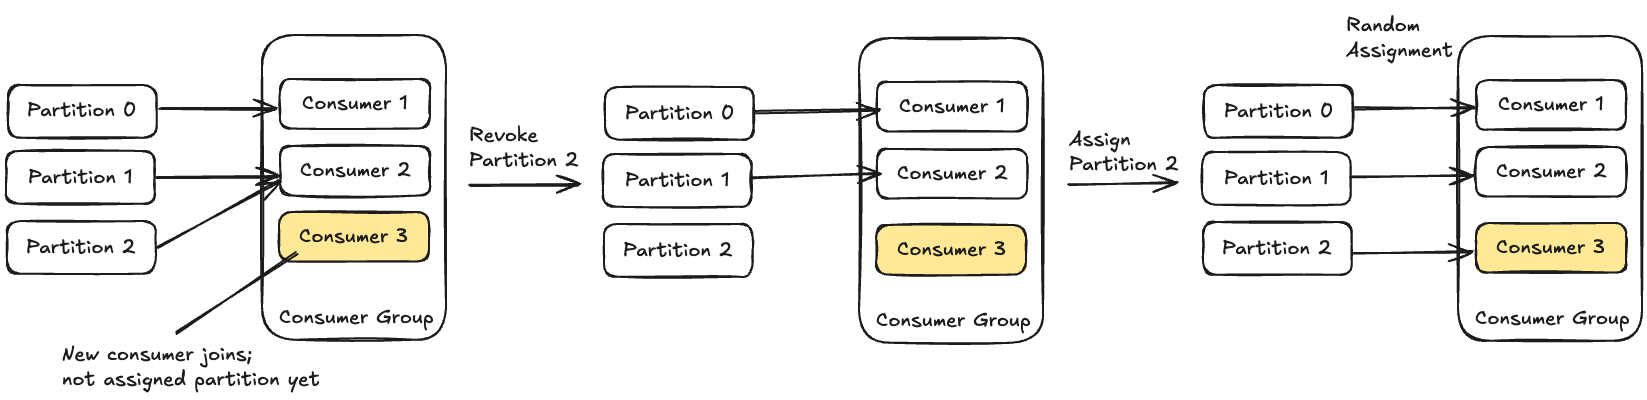 Partition 0
Partition 1
Partition 2
Consumer 1
Consumer 2
Consumer 3
Consumer Group
New consumer joins;
not assigned partition yet
Revoke
Partition 2
Partition 0
Partition 1
Partition 2
Consumer 1
Consumer 2
Consumer 3
Consumer Group
Assign
Partition 2
Random
Assignment
Partition 0
Partition 1
Partition 2
Consumer 1
Consumer 2
Consumer 3
Consumer Group